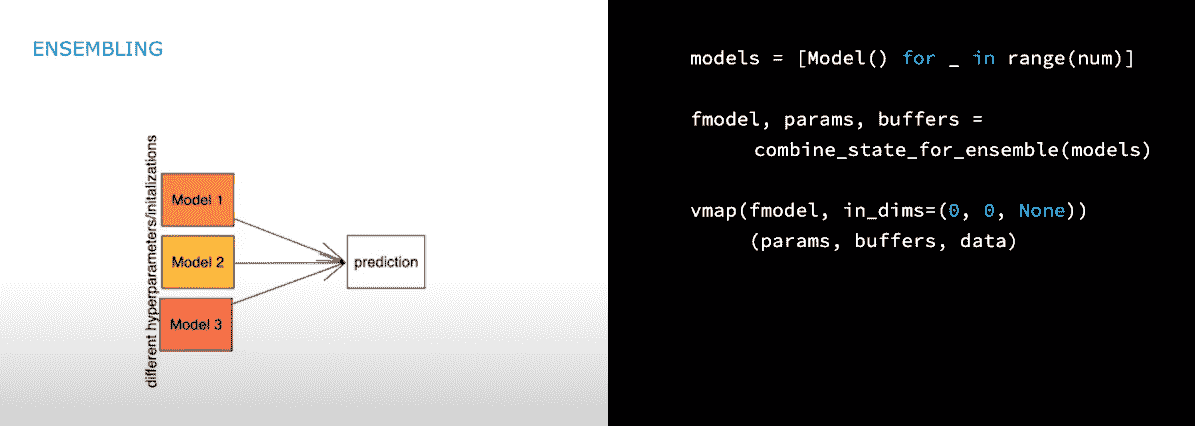 ENSEMBLING
different hyperparameters/initalizations
Model 1
Model 2
Model 3
prediction
models = [Model() for _ in range(num)]
fmodel, params, buffers =
combine_state_for_ensemble(models)
vmap(fmodel, in_dims=(0, 0, None))
(params, buffers, data)